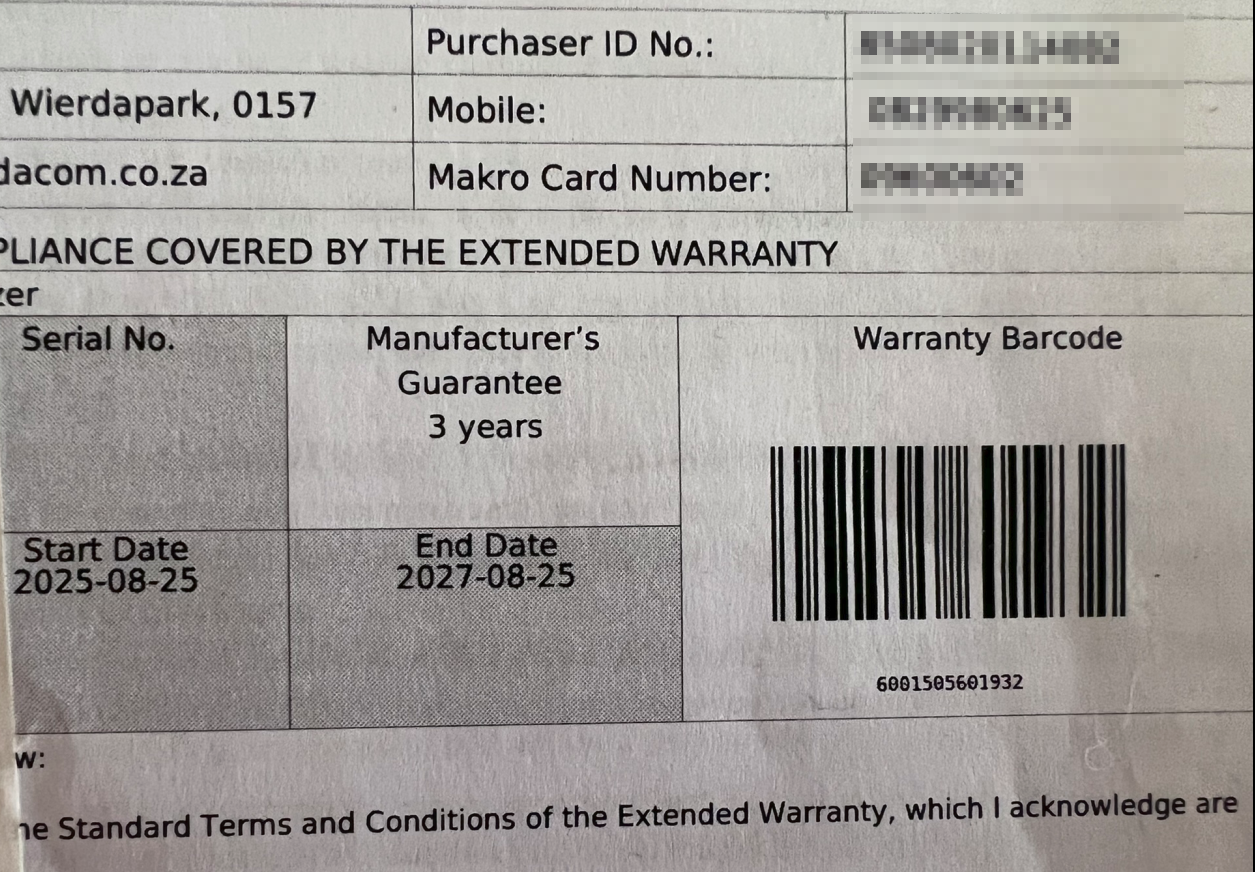 Purchaser ID No.:
Wierdapark, 0157 Mobile:
dacom.co.za Makro Card Number:
PLIANCE COVERED BY THE EXTENDED WARRANTY
zer
Serial No. Manufacturer's Guarantee 3 years Warranty Barcode
Start Date End Date
2025-08-25 2027-08-25
6001505601932
w:
he Standard Terms and Conditions of the Extended Warranty, which I acknowledge are